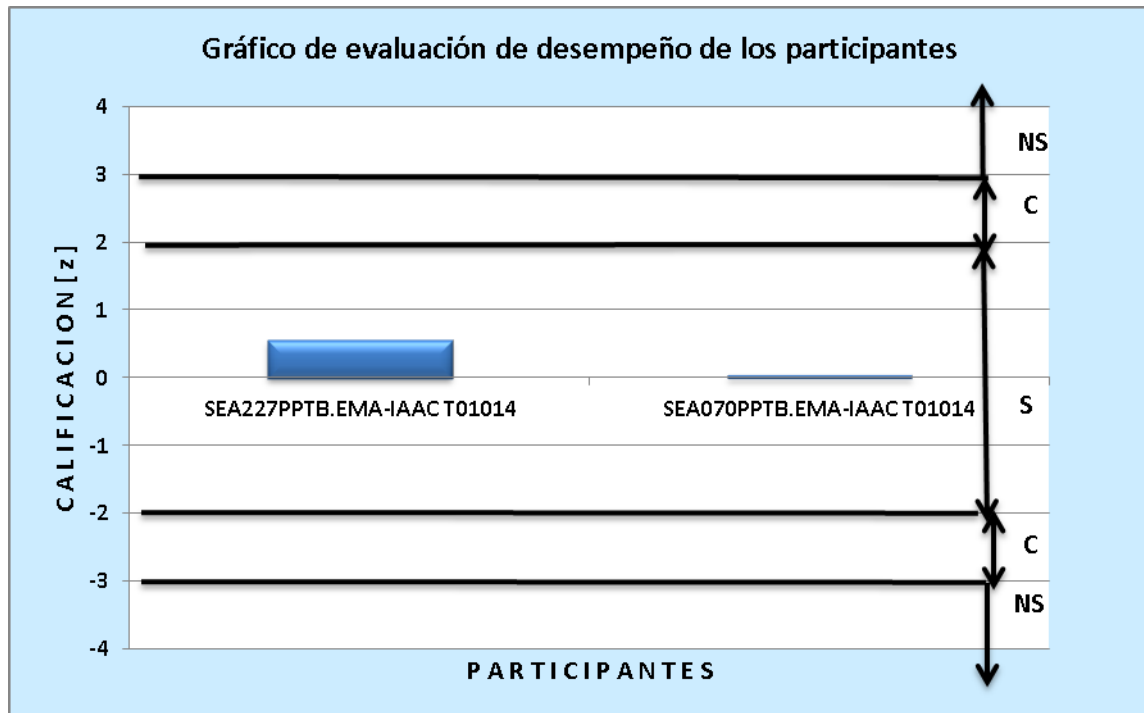 Gráfico de evaluación de desempeño de los participantes
4
NS
3
C
2
1
0
SEA227PPTB.EMA-IAAC T01014
SEA070PPTB.EMA-IAAC T01014
S
-1
-2
C
-3
NS
-4
CALIFICACION [z]
PARTICIPANTES